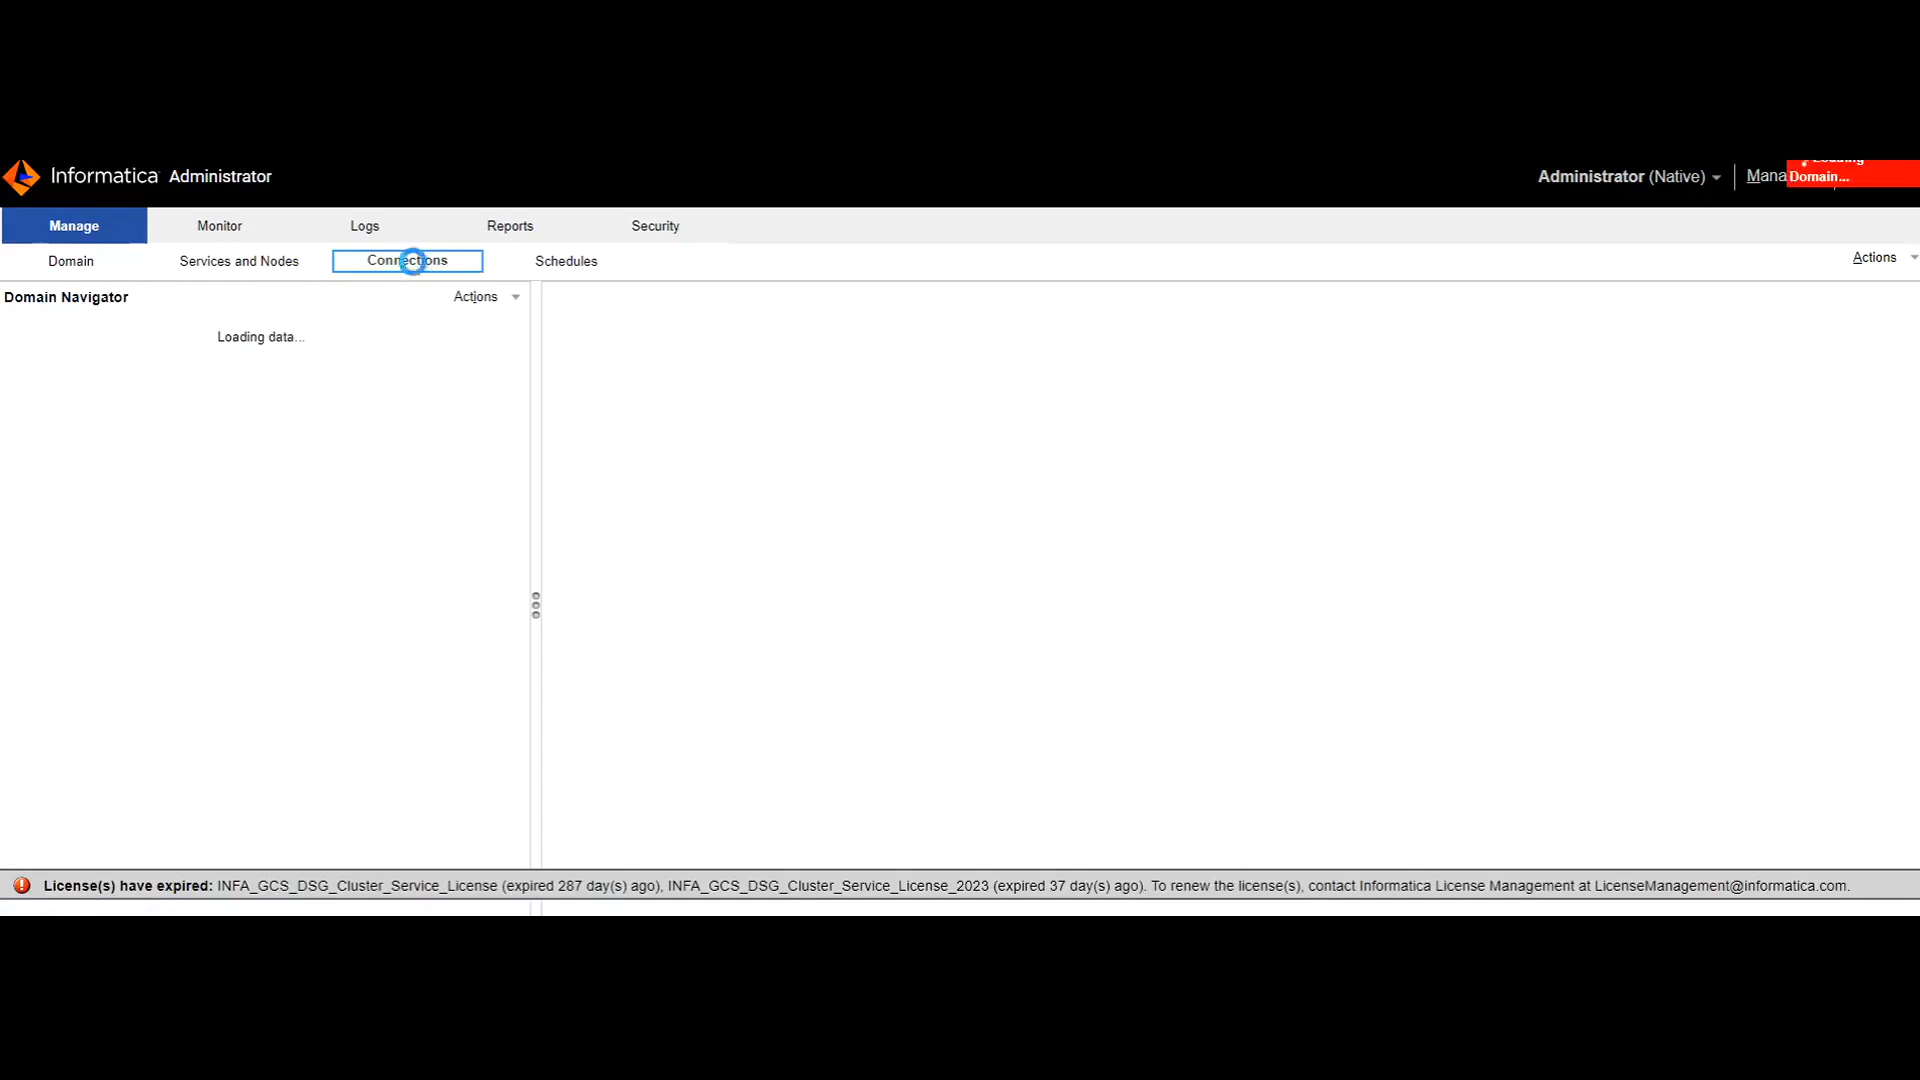 Informatica Administrator
Administrator (Native)
Mana
Loading
Domain...
Manage
Monitor
Logs
Reports
Security
Domain
Services and Nodes
Connections
Schedules
Actions
Domain Navigator
Actions
Loading data...
License(s) have expired: INFA_GCS_DSG_Cluster_Service_License (expired 287 day(s) ago), INFA_GCS_DSG_Cluster_Service_License_2023 (expired 37 day(s) ago). To renew the license(s), contact Informatica License Management at LicenseManagement@informatica.com.